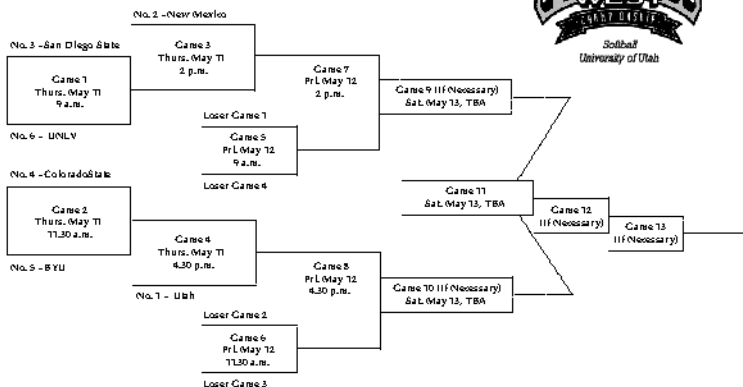 No. 2 - New Mexico
No. 3 - San Diego State
Game 3
Thurs. May 11
2 p.m.
Game 1
Thurs. May 11
9 a.m.
No. 6 - UNLV
Game 7
Fri. May 12
2 p.m.
Loser Game 1
Game 5
Fri. May 12
9 a.m.
Loser Game 4
Game 9 (If Necessary)
Sat. May 13, TBA
Softball
University of Utah
No. 4 - Colorado State
Game 2
Thurs. May 11
11:30 a.m.
No. 5 - BYU
Game 4
Thurs. May 11
4:30 p.m.
No. 1 - Utah
Game 8
Fri. May 12
4:30 p.m.
Loser Game 2
Game 6
Fri. May 12
11:30 a.m.
Loser Game 3
Game 10 (If Necessary)
Sat. May 13, TBA
Game 11
Sat. May 13, TBA
Game 12
(If Necessary)
Game 13
(If Necessary)